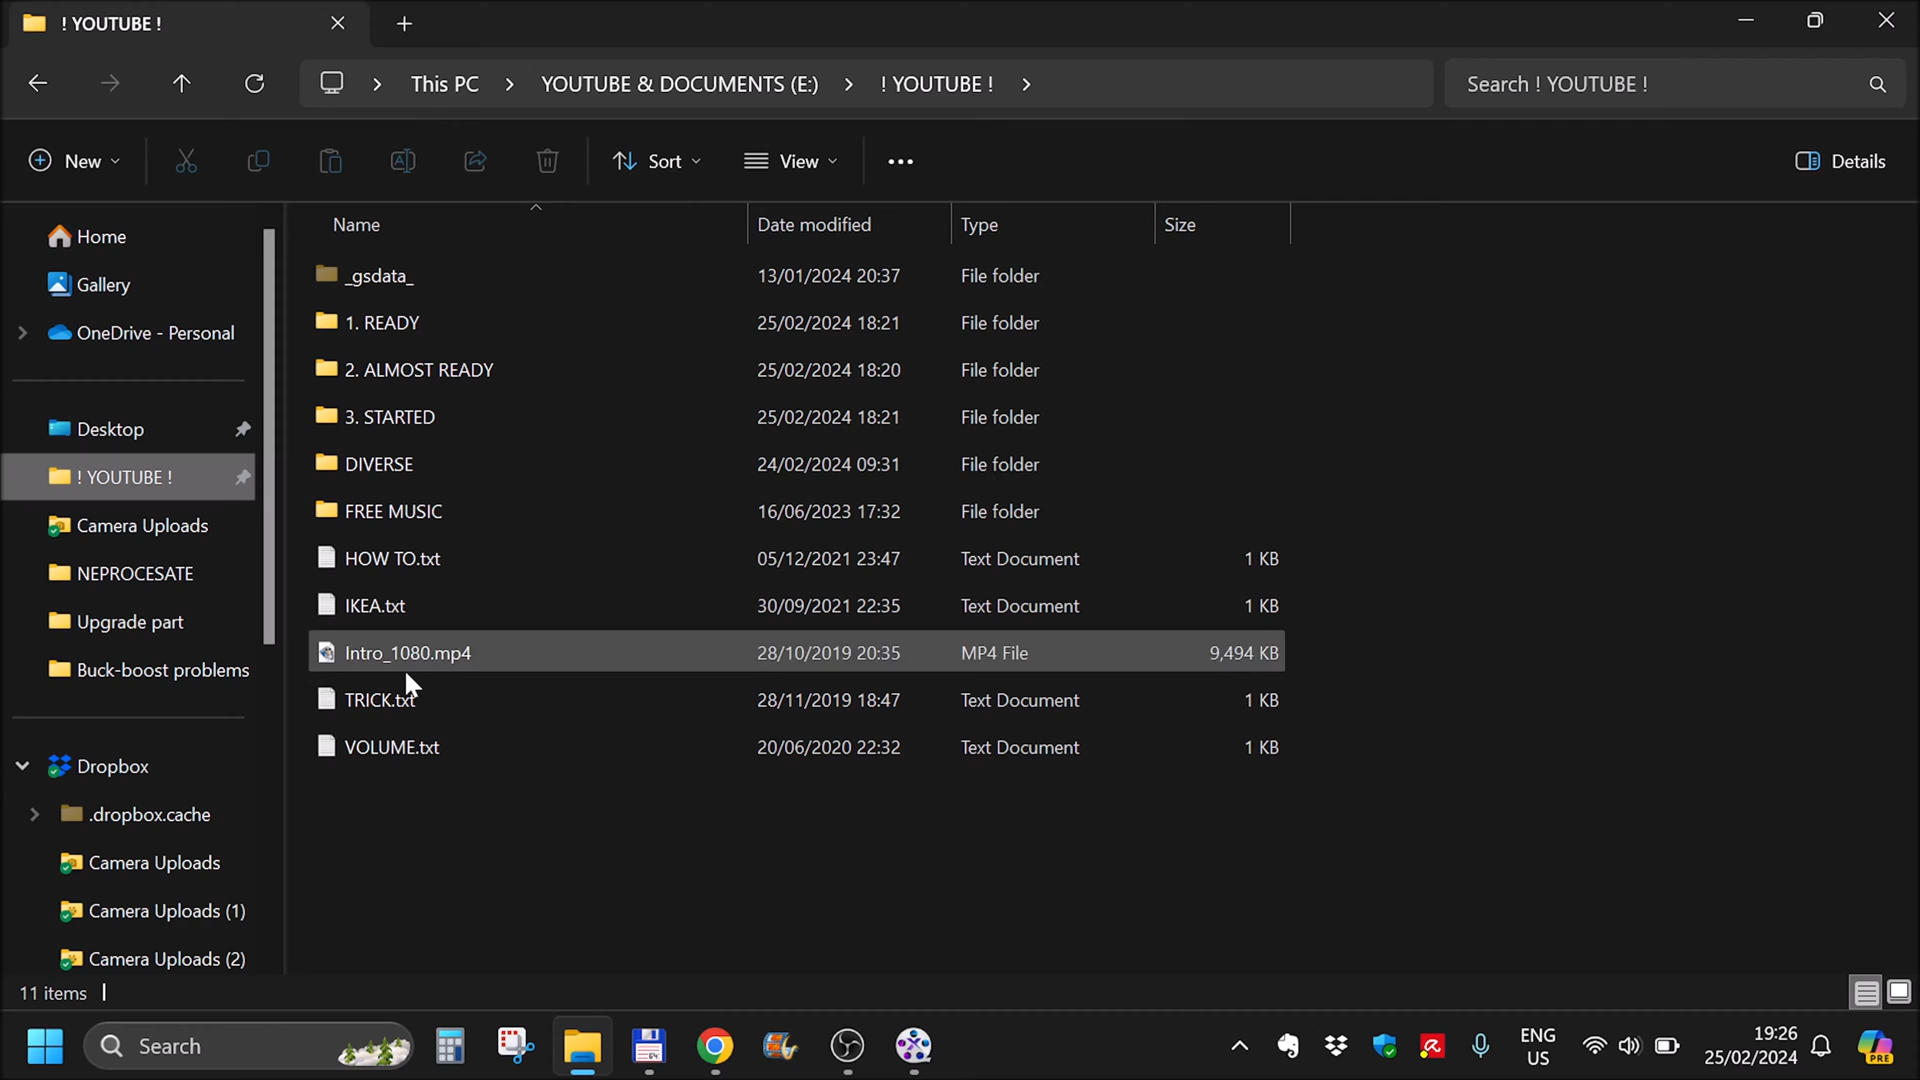 ! YOUTUBE !
This PC
YOUTUBE & DOCUMENTS (E:)
! YOUTUBE !
Search ! YOUTUBE !
New
Sort
View
Details
Name
Date modified
Type
Size
Home
Gallery
OneDrive - Personal
Desktop
! YOUTUBE !
Camera Uploads
NEPROCESATE
Upgrade part
Buck-boost problems
Dropbox
.dropbox.cache
Camera Uploads
Camera Uploads (1)
Camera Uploads (2)
_gsdata_ 13/01/2024 20:37 File folder
1. READY 25/02/2024 18:21 File folder
2. ALMOST READY 25/02/2024 18:20 File folder
3. STARTED 25/02/2024 18:21 File folder
DIVERSE 24/02/2024 09:31 File folder
FREE MUSIC 16/06/2023 17:32 File folder
HOW TO.txt 05/12/2021 23:47 Text Document 1 KB
IKEA.txt 30/09/2021 22:35 Text Document 1 KB
Intro_1080.mp4 28/10/2019 20:35 MP4 File 9,494 KB
TRICK.txt 28/11/2019 18:47 Text Document 1 KB
VOLUME.txt 20/06/2020 22:32 Text Document 1 KB
11 items
Search
64
ENG
US
19:26
25/02/2024
PRE